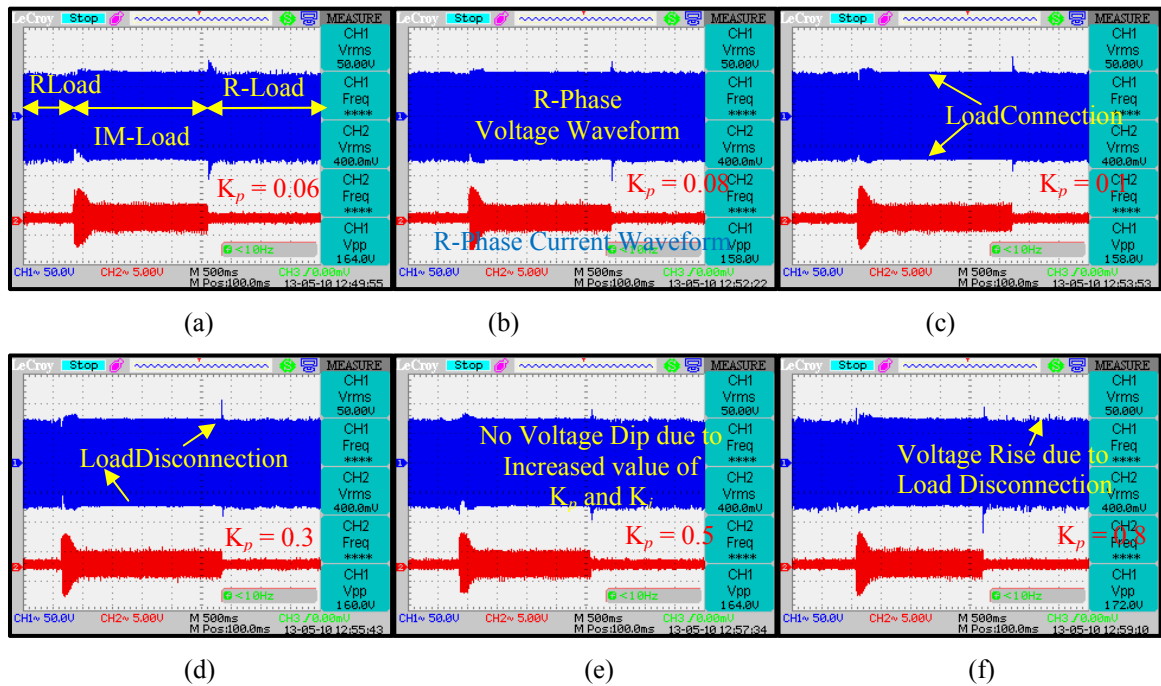 LeCroy Stop MEASURE
CH1
Vrms
50.00V
CH1
Freq
****
CH2
Vrms
400.0mV
CH2
Freq
****
CH1
Vpp
164.0V
RLoad
R-Load
IM-Load
Kp = 0.06
<10Hz
CH1~ 50.0V CH2~ 5.00V M 500ms CH3 /0.00mV
M Pos:100.0ms 13-05-10 12:49:55
(a)
LeCroy Stop MEASURE
CH1
Vrms
50.00V
CH1
Freq
****
CH2
Vrms
400.0mV
CH2
Freq
****
CH1
Vpp
158.0V
R-Phase
Voltage Waveform
Kp = 0.08
R-Phase Current Waveform
<10Hz
CH1~ 50.0V CH2~ 5.00V M 500ms CH3 /0.00mV
M Pos:100.0ms 13-05-10 12:52:22
(b)
LeCroy Stop MEASURE
CH1
Vrms
50.00V
CH1
Freq
****
CH2
Vrms
400.0mV
CH2
Freq
****
CH1
Vpp
158.0V
LoadConnection
Kp = 0.1
<10Hz
CH1~ 50.0V CH2~ 5.00V M 500ms CH3 /0.00mV
M Pos:100.0ms 13-05-10 12:53:53
(c)
LeCroy Stop MEASURE
CH1
Vrms
50.00V
CH1
Freq
****
CH2
Vrms
400.0mV
CH2
Freq
****
CH1
Vpp
160.0V
LoadDisconnection
Kp = 0.3
<10Hz
CH1~ 50.0V CH2~ 5.00V M 500ms CH3 /0.00mV
M Pos:100.0ms 13-05-10 12:55:43
(d)
LeCroy Stop MEASURE
CH1
Vrms
50.00V
CH1
Freq
****
CH2
Vrms
400.0mV
CH2
Freq
****
CH1
Vpp
164.0V
No Voltage Dip due to
Increased value of
Kp and Ki
Kp = 0.5
<10Hz
CH1~ 50.0V CH2~ 5.00V M 500ms CH3 /0.00mV
M Pos:100.0ms 13-05-10 12:57:34
(e)
LeCroy Stop MEASURE
CH1
Vrms
50.00V
CH1
Freq
****
CH2
Vrms
400.0mV
CH2
Freq
****
CH1
Vpp
172.0V
Voltage Rise due to
Load Disconnection
Kp = 0.8
<10Hz
CH1~ 50.0V CH2~ 5.00V M 500ms CH3 /0.00mV
M Pos:100.0ms 13-05-10 12:59:10
(f)